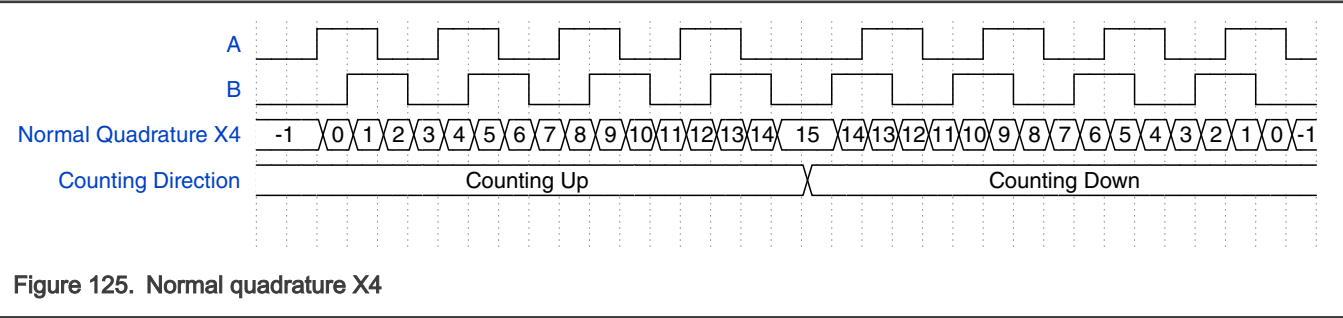 A
B
Normal Quadrature X4 -1 0 1 2 3 4 5 6 7 8 9 10 11 12 13 14 15 14 13 12 11 10 9 8 7 6 5 4 3 2 1 0 -1
Counting Direction Counting Up Counting Down
Figure 125. Normal quadrature X4